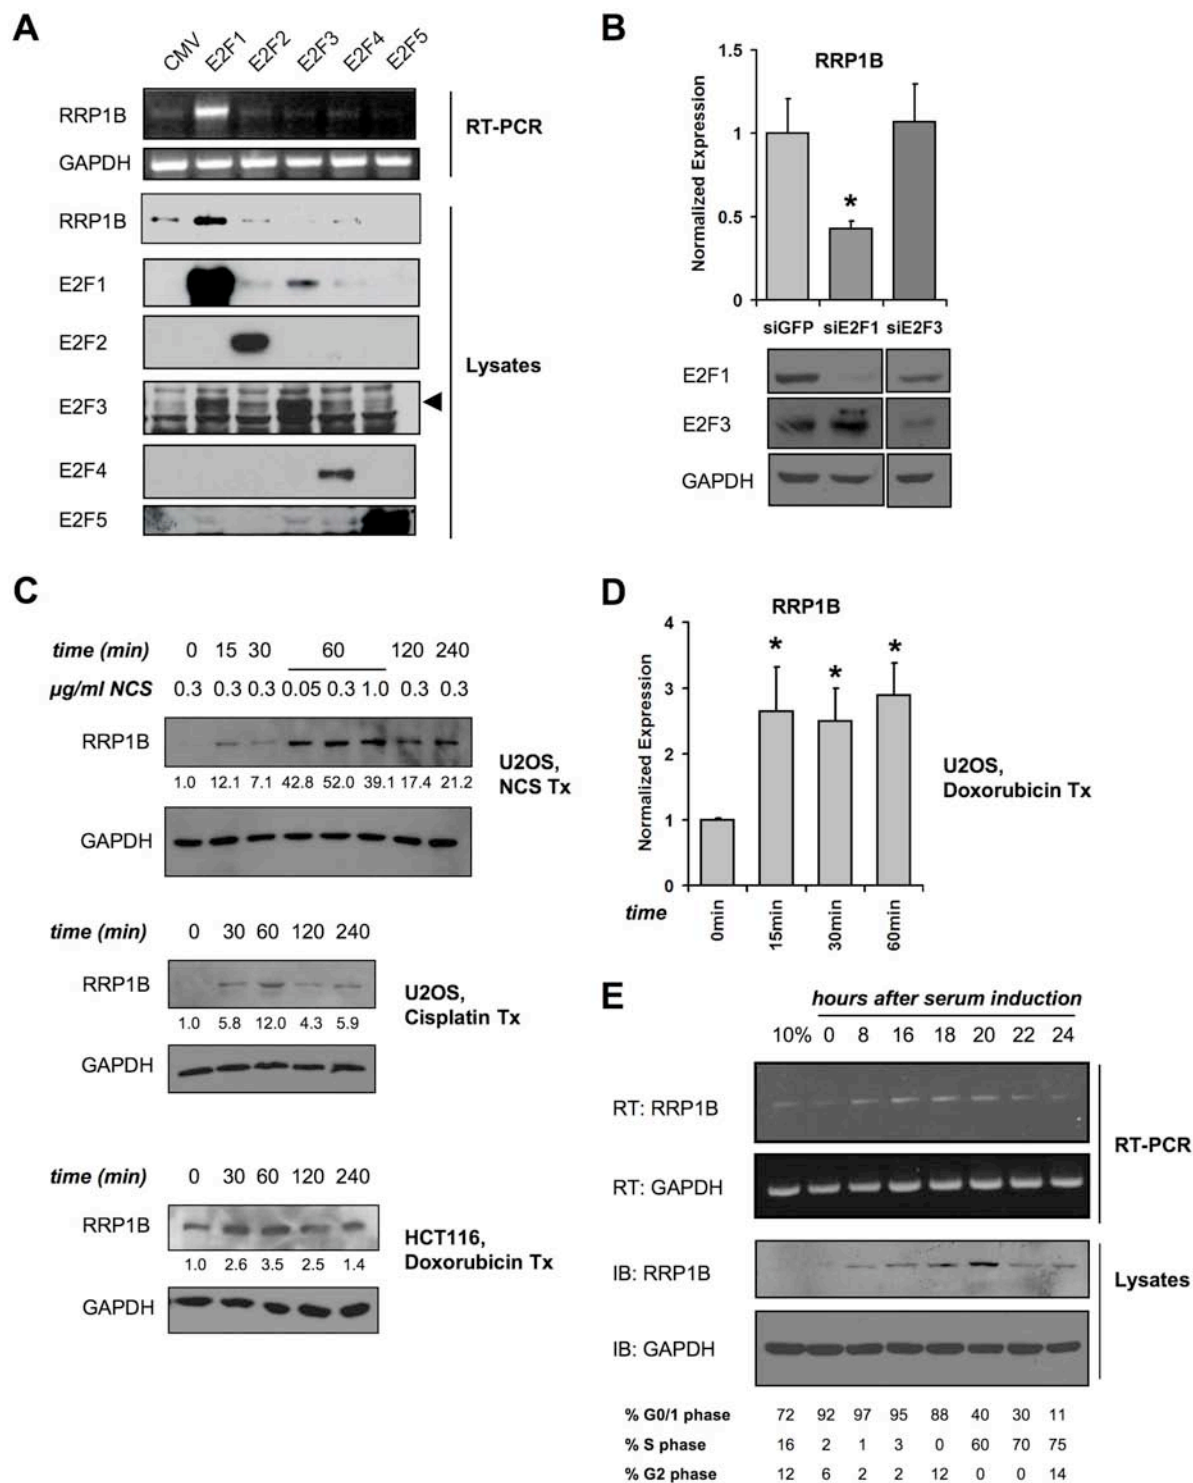 A
CMV E2F1 E2F2 E2F3 E2F4 E2F5
RRP1B
GAPDH
RT-PCR
RRP1B
E2F1
E2F2
E2F3
E2F4
E2F5
Lysates
B
RRP1B
Normalized Expression
1.5
1
0.5
0
*
siGFP siE2F1 siE2F3
E2F1
E2F3
GAPDH
C
time (min) 0 15 30 60 120 240
µg/ml NCS 0.3 0.3 0.3 0.05 0.3 1.0 0.3 0.3
RRP1B
1.0 12.1 7.1 42.8 52.0 39.1 17.4 21.2
GAPDH
U2OS,
NCS Tx
time (min) 0 30 60 120 240
RRP1B
1.0 5.8 12.0 4.3 5.9
GAPDH
U2OS,
Cisplatin Tx
time (min) 0 30 60 120 240
RRP1B
1.0 2.6 3.5 2.5 1.4
GAPDH
HCT116,
Doxorubicin Tx
D
RRP1B
Normalized Expression
4
3
2
1
0
* * *
time 0min 15min 30min 60min
U2OS,
Doxorubicin Tx
E
hours after serum induction
10% 0 8 16 18 20 22 24
RT: RRP1B
RT: GAPDH
RT-PCR
IB: RRP1B
IB: GAPDH
Lysates
% G0/1 phase 72 92 97 95 88 40 30 11
% S phase 16 2 1 3 0 60 70 75
% G2 phase 12 6 2 2 12 0 0 14